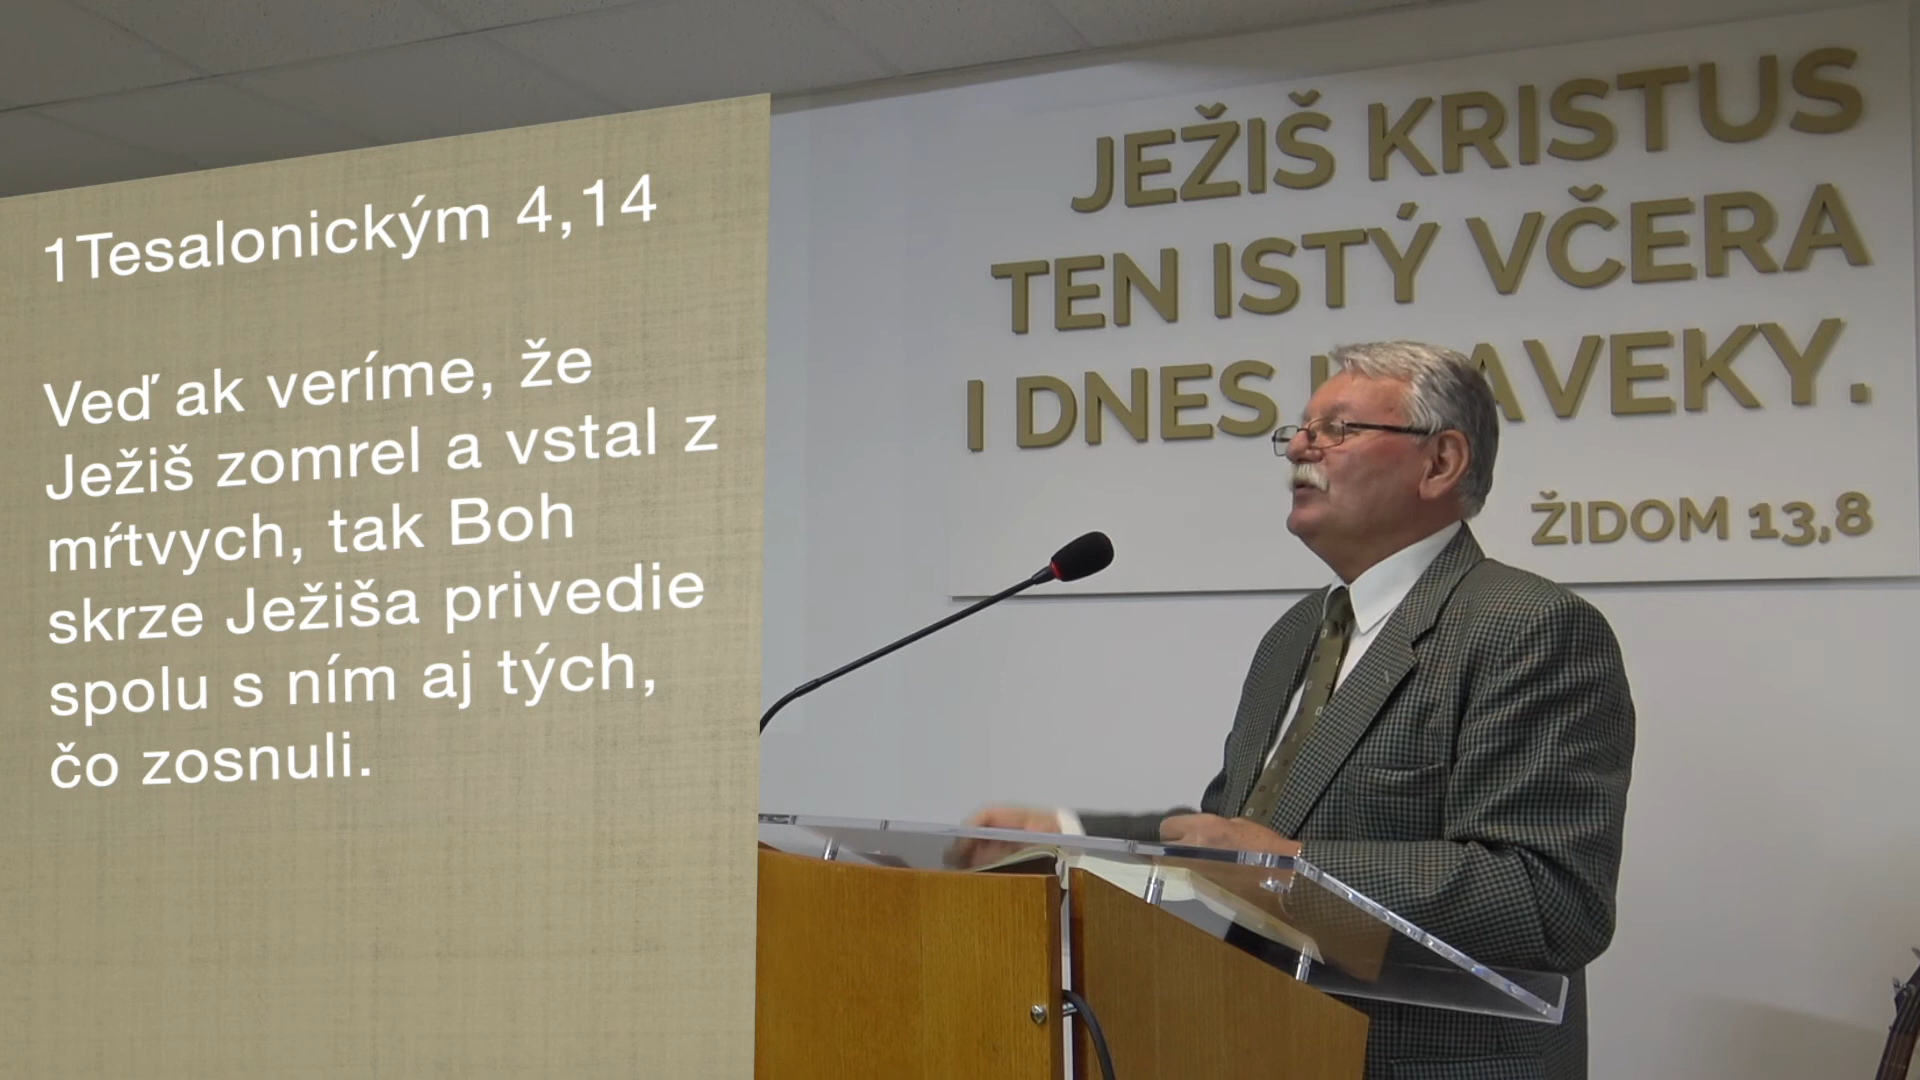 1Tesalonickým 4,14
Veď ak veríme, že
Ježiš zomrel a vstal z
mŕtvych, tak Boh
skrze Ježiša privedie
spolu s ním aj tých,
čo zosnuli.
JEŽIŠ KRISTUS
TEN ISTÝ VČERA
I DNES I AVEKY.
ŽIDOM 13,8